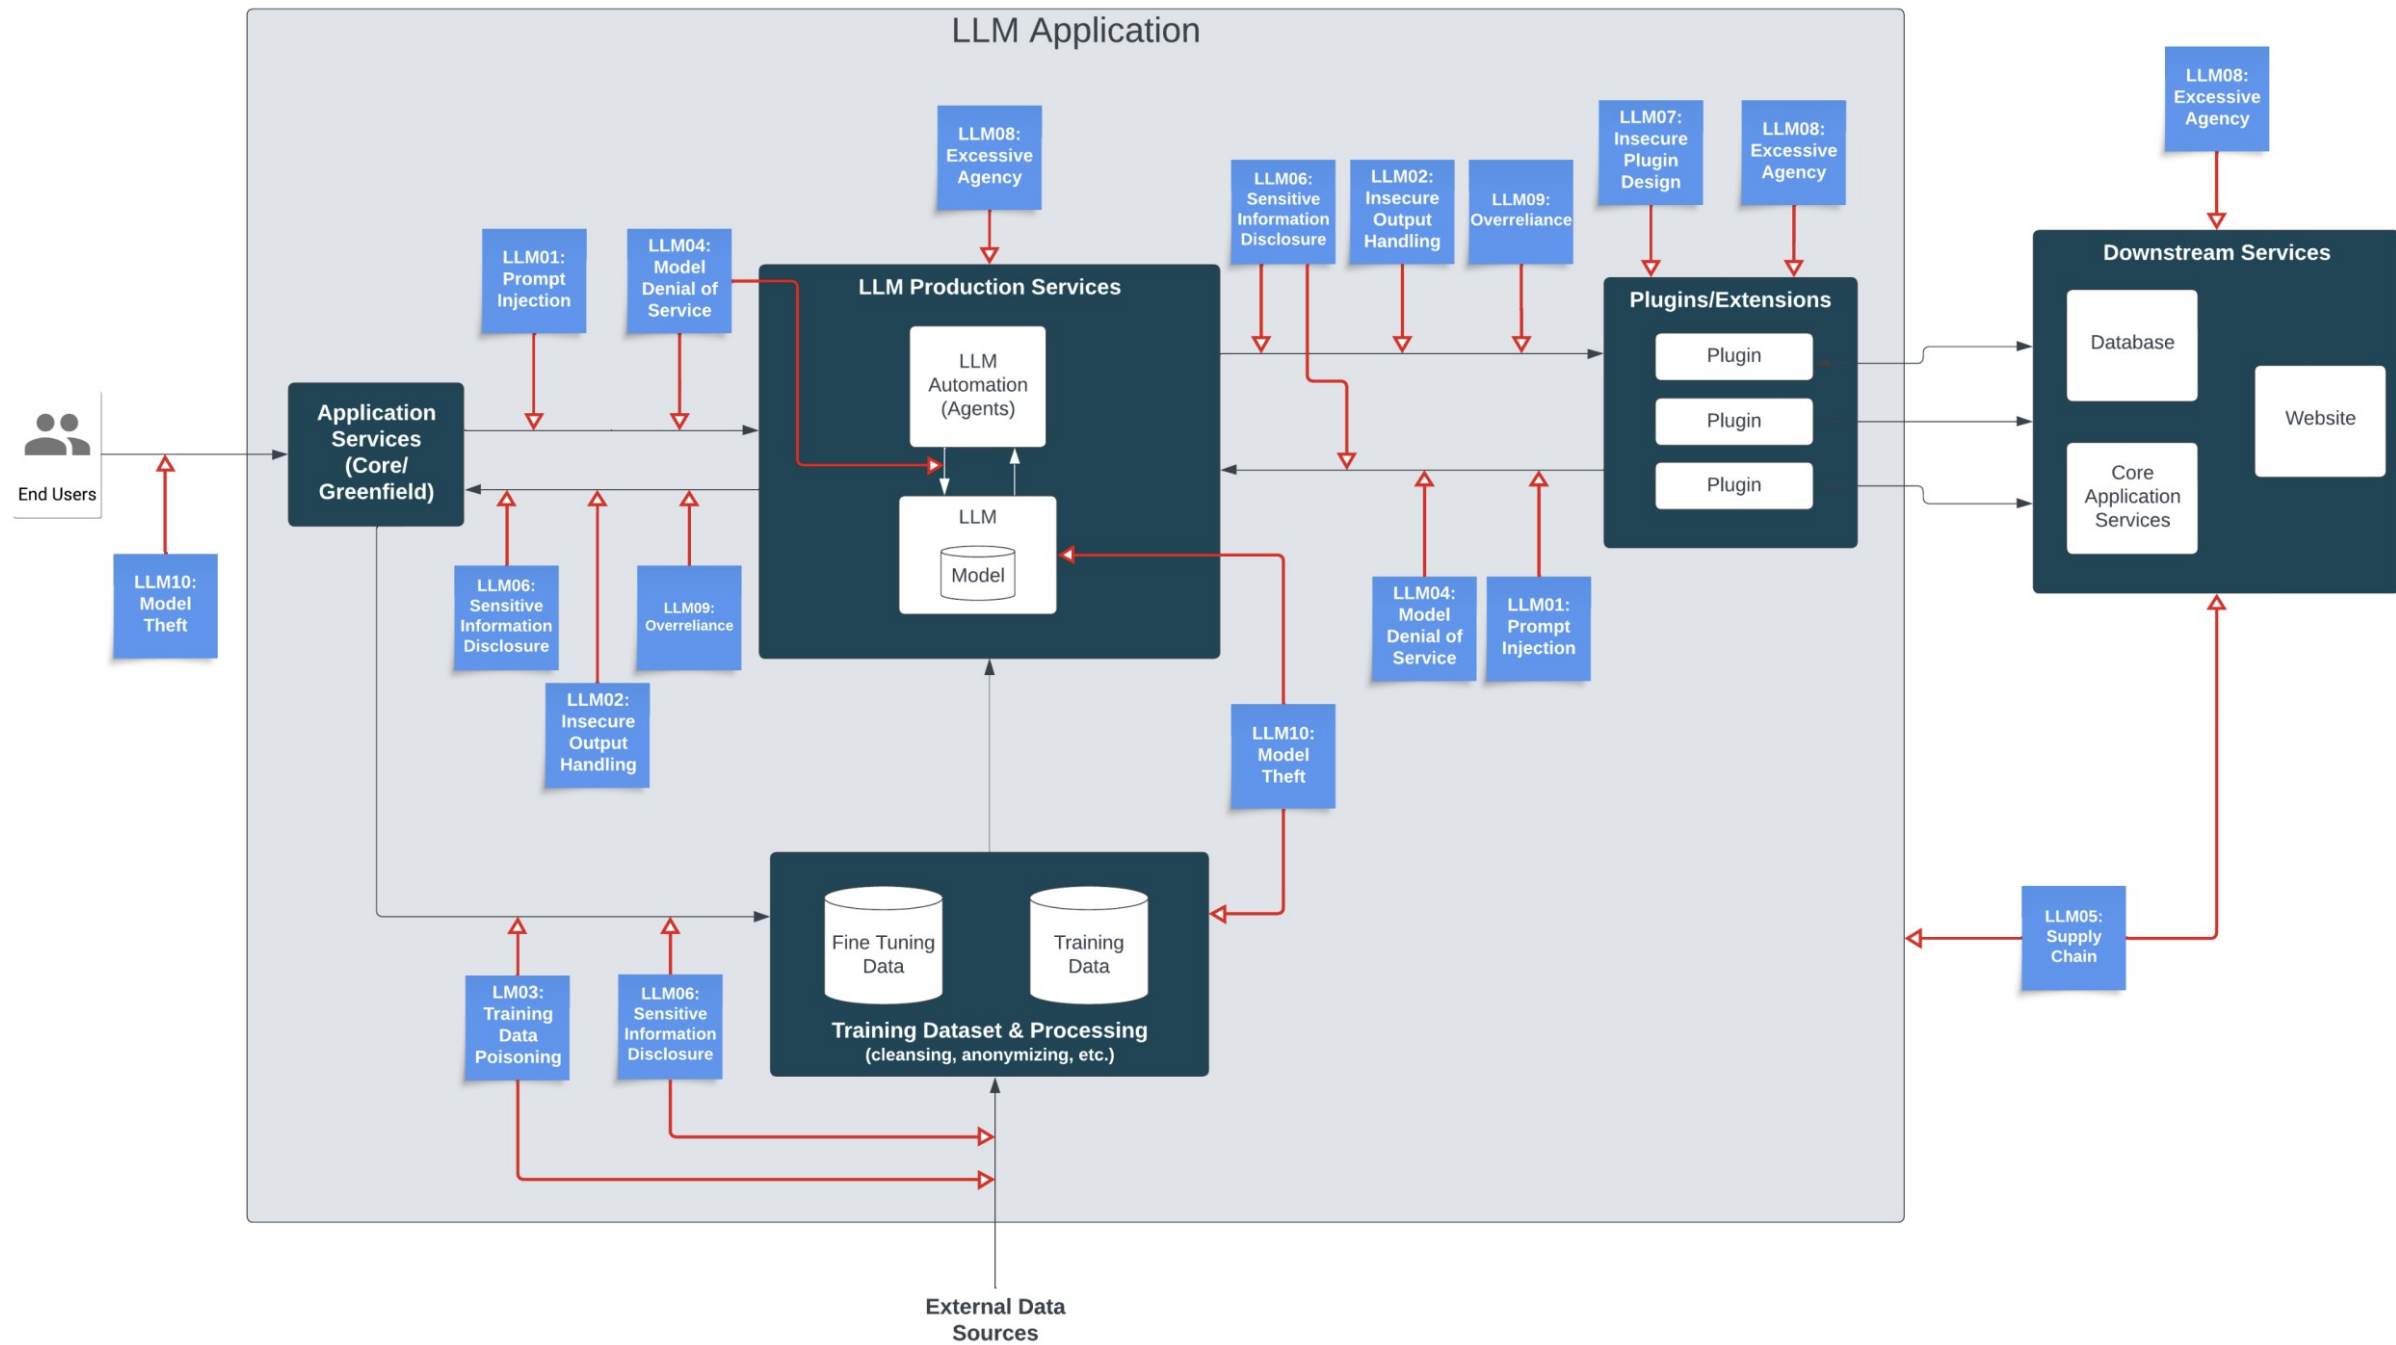 LLM Application
LLM08:
Excessive
Agency
LLM07:
Insecure
Plugin
Design
LLM08:
Excessive
Agency
LLM08:
Excessive
Agency
LLM06:
Sensitive
Information
Disclosure
LLM02:
Insecure
Output
Handling
LLM09:
Overreliance
LLM01:
Prompt
Injection
LLM04:
Model
Denial of
Service
LLM Production Services
LLM
Automation
(Agents)
LLM
Model
Plugins/Extensions
Plugin
Plugin
Plugin
Downstream Services
Database
Website
Core
Application
Services
End Users
Application
Services
(Core/
Greenfield)
LLM10:
Model
Theft
LLM06:
Sensitive
Information
Disclosure
LLM09:
Overreliance
LLM02:
Insecure
Output
Handling
LLM04:
Model
Denial of
Service
LLM01:
Prompt
Injection
LLM10:
Model
Theft
LLM05:
Supply
Chain
Fine Tuning
Data
Training
Data
Training Dataset & Processing
(cleansing, anonymizing, etc.)
LM03:
Training
Data
Poisoning
LLM06:
Sensitive
Information
Disclosure
External Data
Sources